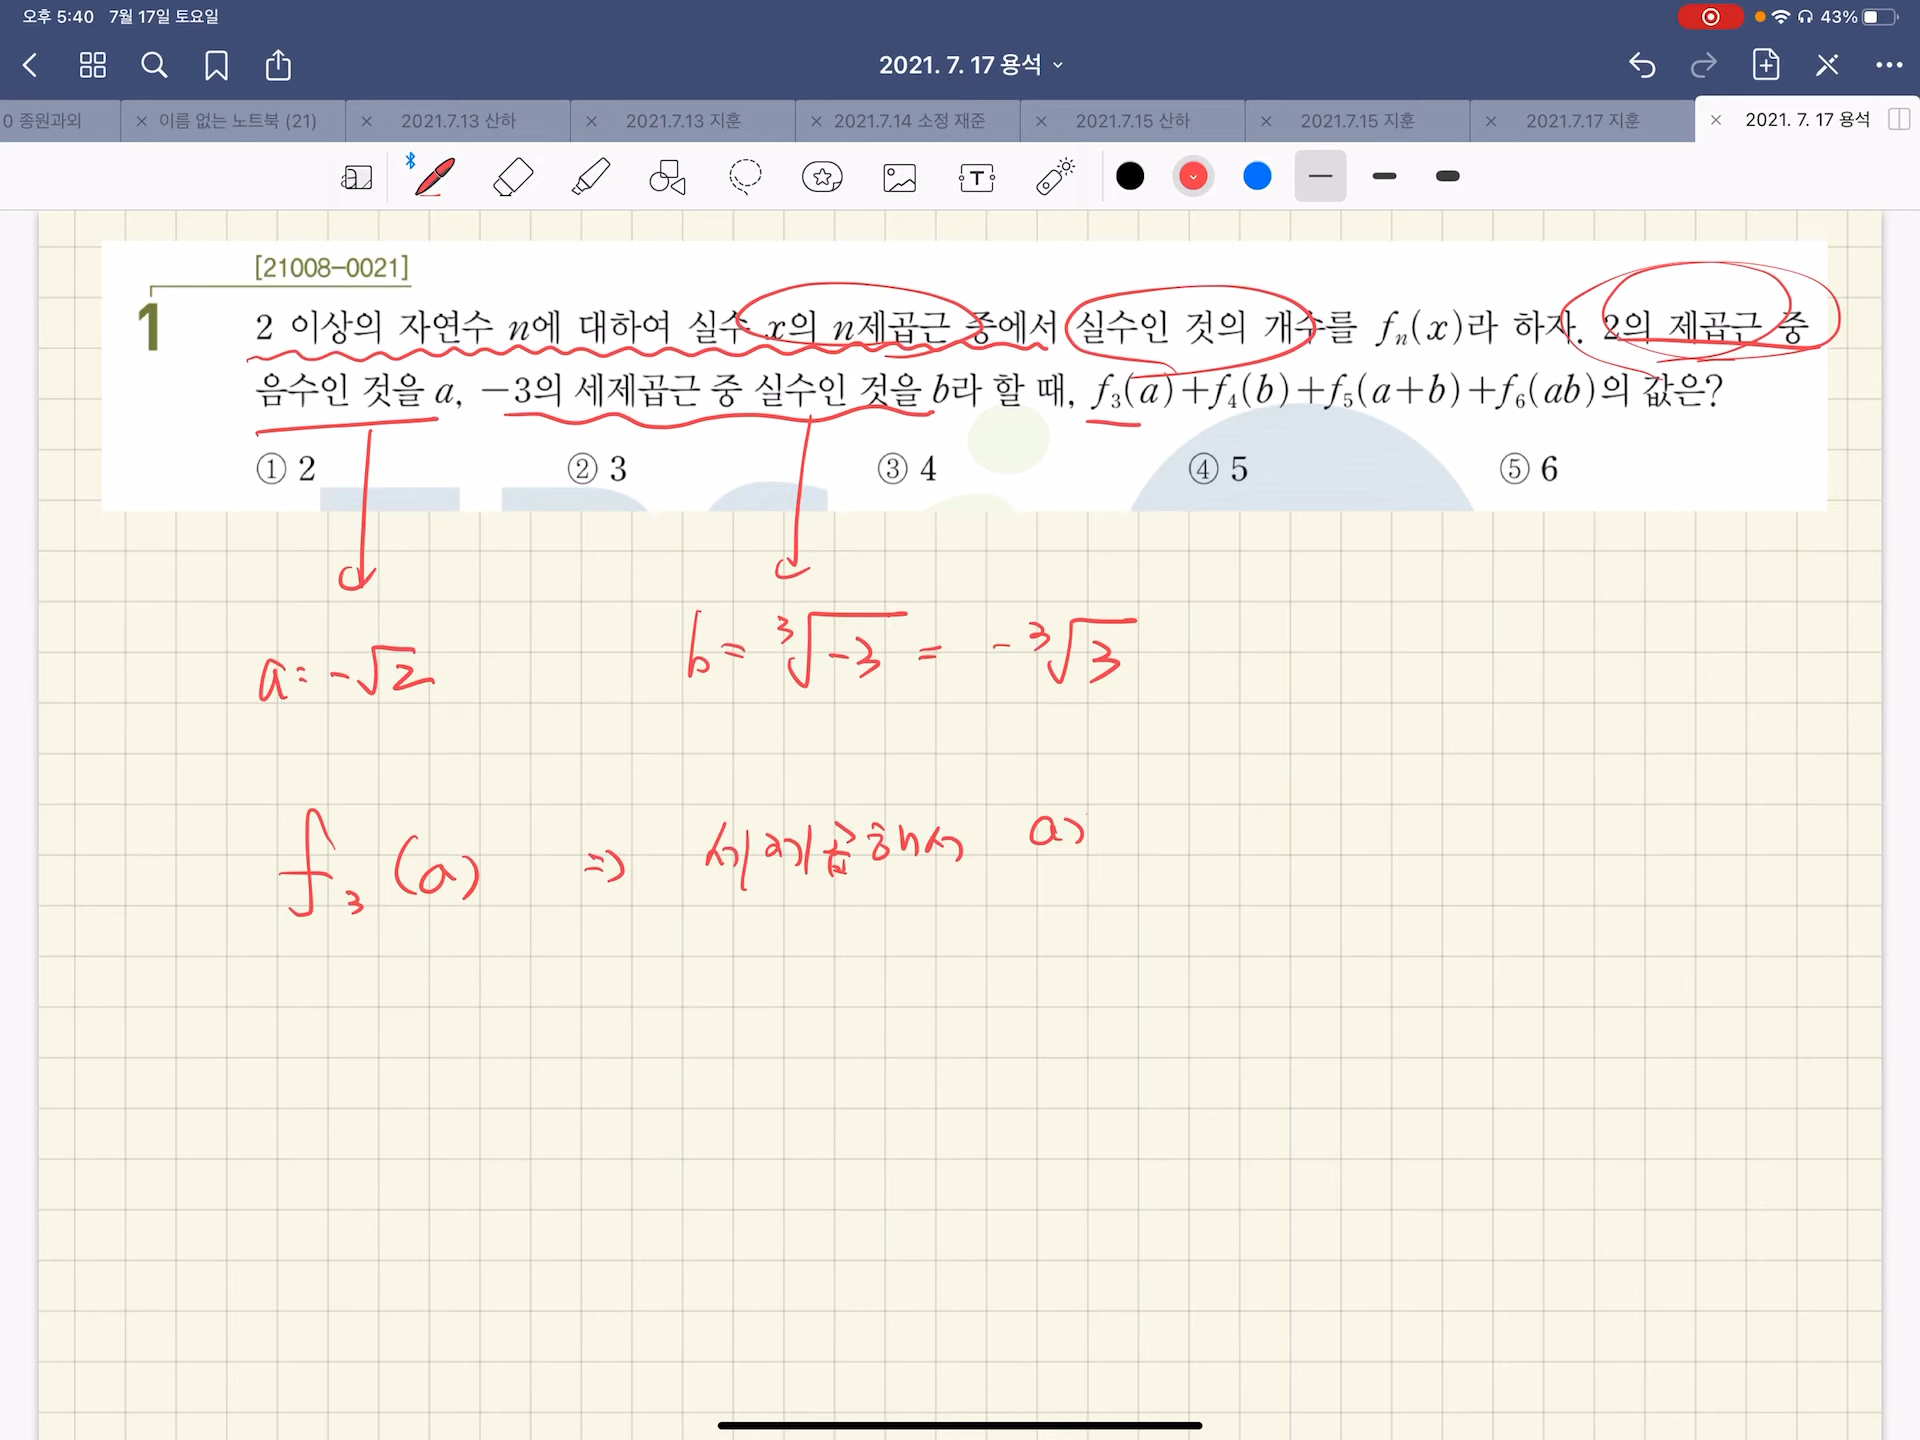 오후 5:40 7월 17일 토요일
43%
2021. 7. 17 용석
0 종원과외
이름 없는 노트북 (21)
2021.7.13 산하
2021.7.13 지훈
2021.7.14 소정 재준
2021.7.15 산하
2021.7.15 지훈
2021.7.17 지훈
2021. 7. 17 용석
[21008-0021]
1
2 이상의 자연수 n에 대하여 실수 x의 n제곱근 중에서 실수인 것의 개수를 fₙ(x)라 하자. 2의 제곱근 중
음수인 것을 a, −3의 세제곱근 중 실수인 것을 b라 할 때, f₃(a)+f₄(b)+f₅(a+b)+f₆(ab)의 값은?
① 2 ② 3 ③ 4 ④ 5 ⑤ 6
a = -√2
b = ³√-3 = -³√3
f₃(a) ⇒ 세제곱해서 a